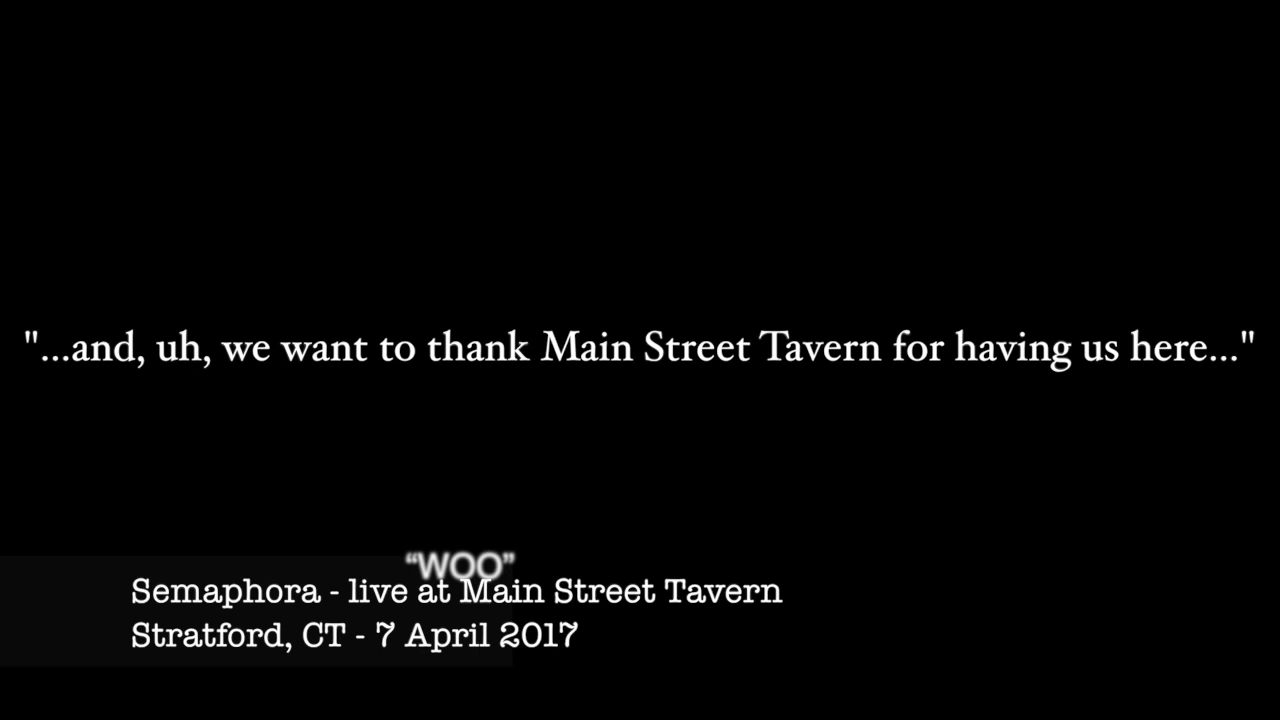 "...and, uh, we want to thank Main Street Tavern for having us here..."
“WOO”
Semaphora - live at Main Street Tavern
Stratford, CT - 7 April 2017